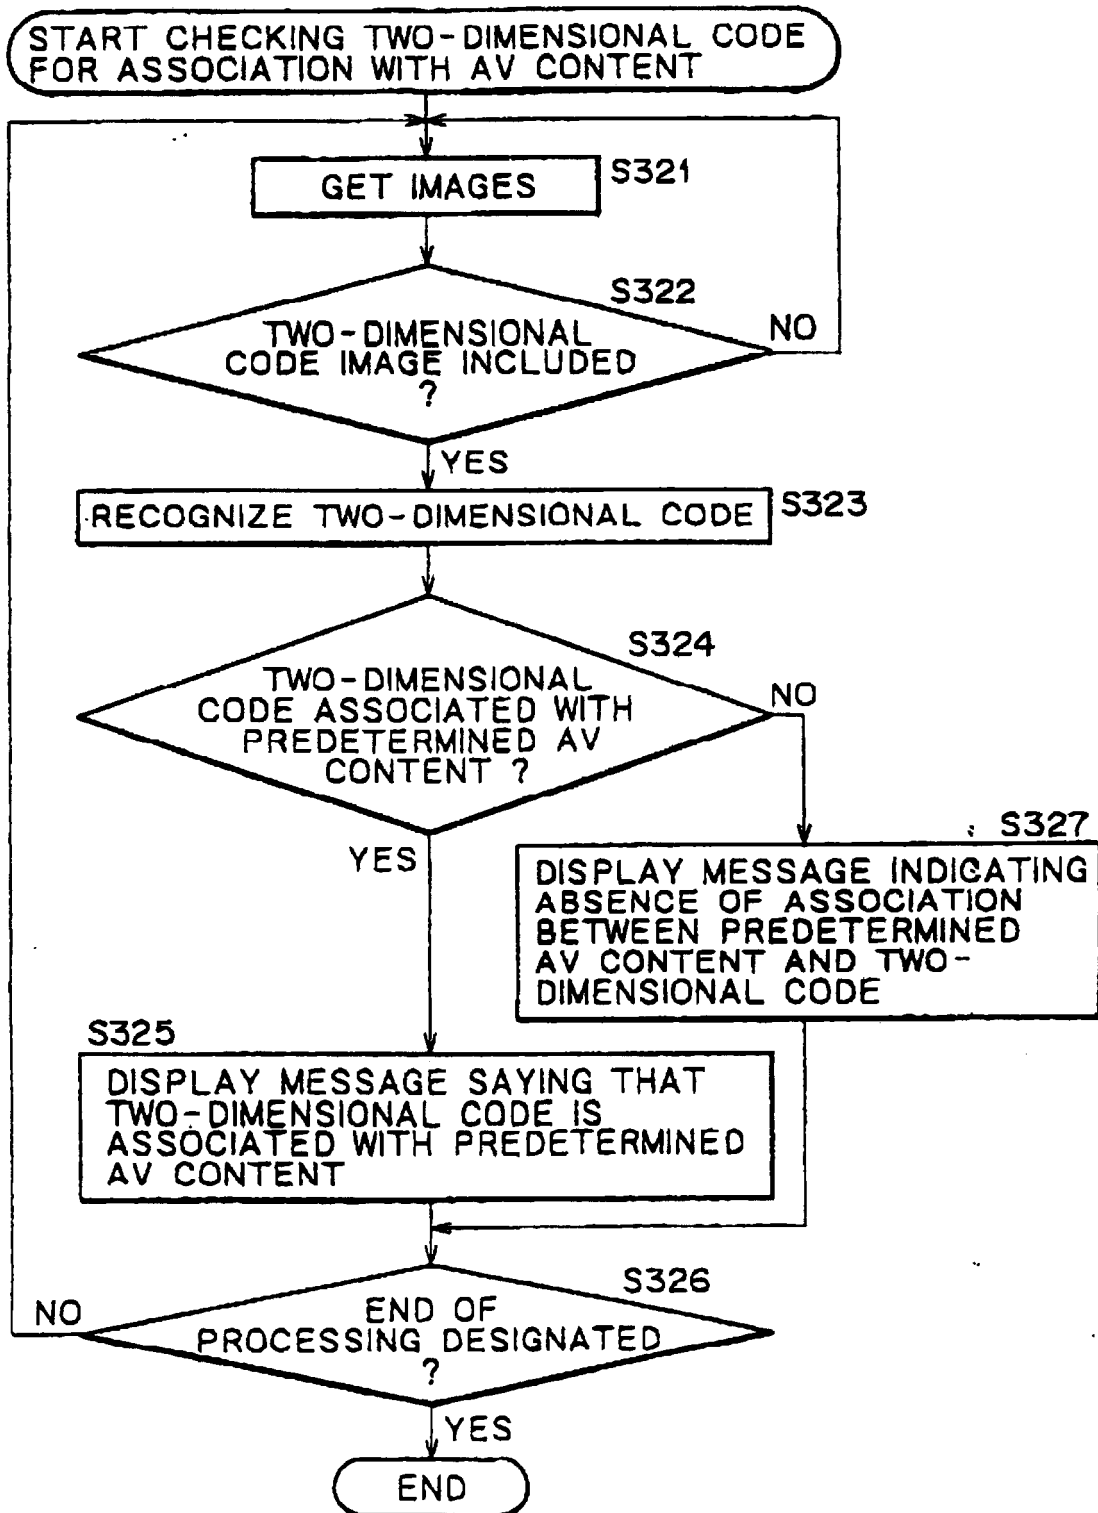 START CHECKING TWO-DIMENSIONAL CODE
FOR ASSOCIATION WITH AV CONTENT
GET IMAGES
S321
S322
TWO-DIMENSIONAL
CODE IMAGE INCLUDED
?
NO
YES
RECOGNIZE TWO-DIMENSIONAL CODE
S323
S324
TWO-DIMENSIONAL
CODE ASSOCIATED WITH
PREDETERMINED AV
CONTENT ?
NO
YES
S327
DISPLAY MESSAGE INDICATING
ABSENCE OF ASSOCIATION
BETWEEN PREDETERMINED
AV CONTENT AND TWO-
DIMENSIONAL CODE
S325
DISPLAY MESSAGE SAYING THAT
TWO-DIMENSIONAL CODE IS
ASSOCIATED WITH PREDETERMINED
AV CONTENT
S326
NO
END OF
PROCESSING DESIGNATED
?
YES
END